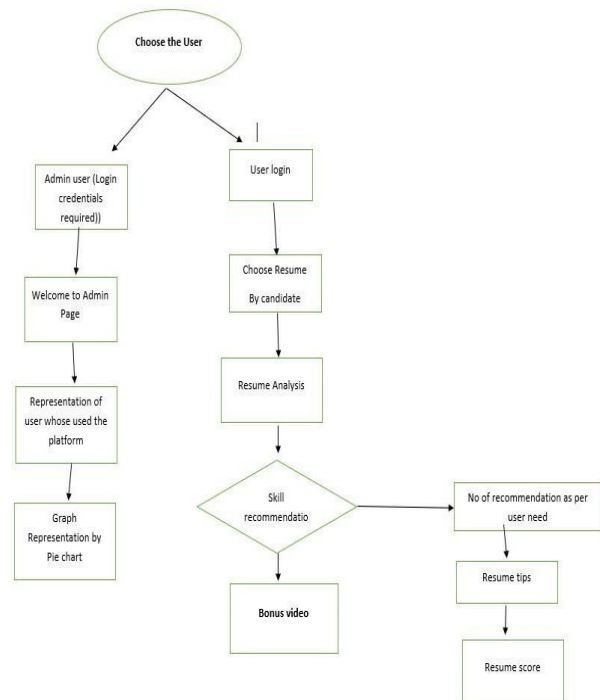 Choose the User
Admin user (Login
credentials
required))
Welcome to Admin
Page
Representation of
user whose used the
platform
Graph
Representation by
Pie chart
User login
Choose Resume
By candidate
Resume Analysis
Skill
recommendatio
Bonus video
No of recommendation as per
user need
Resume tips
Resume score